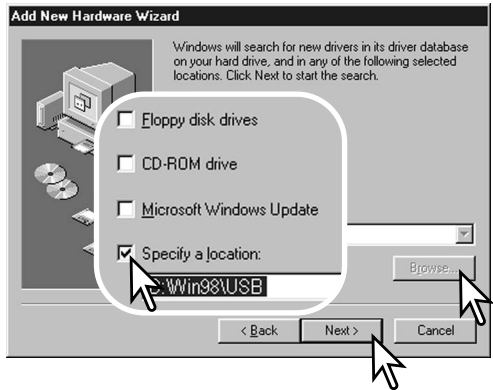 Add New Hardware Wizard
Windows will search for new drivers in its driver database
on your hard drive, and in any of the following selected
locations. Click Next to start the search.
Floppy disk drives
CD-ROM drive
Microsoft Windows Update
Specify a location:
:\Win98\USB
Browse...
< Back
Next >
Cancel